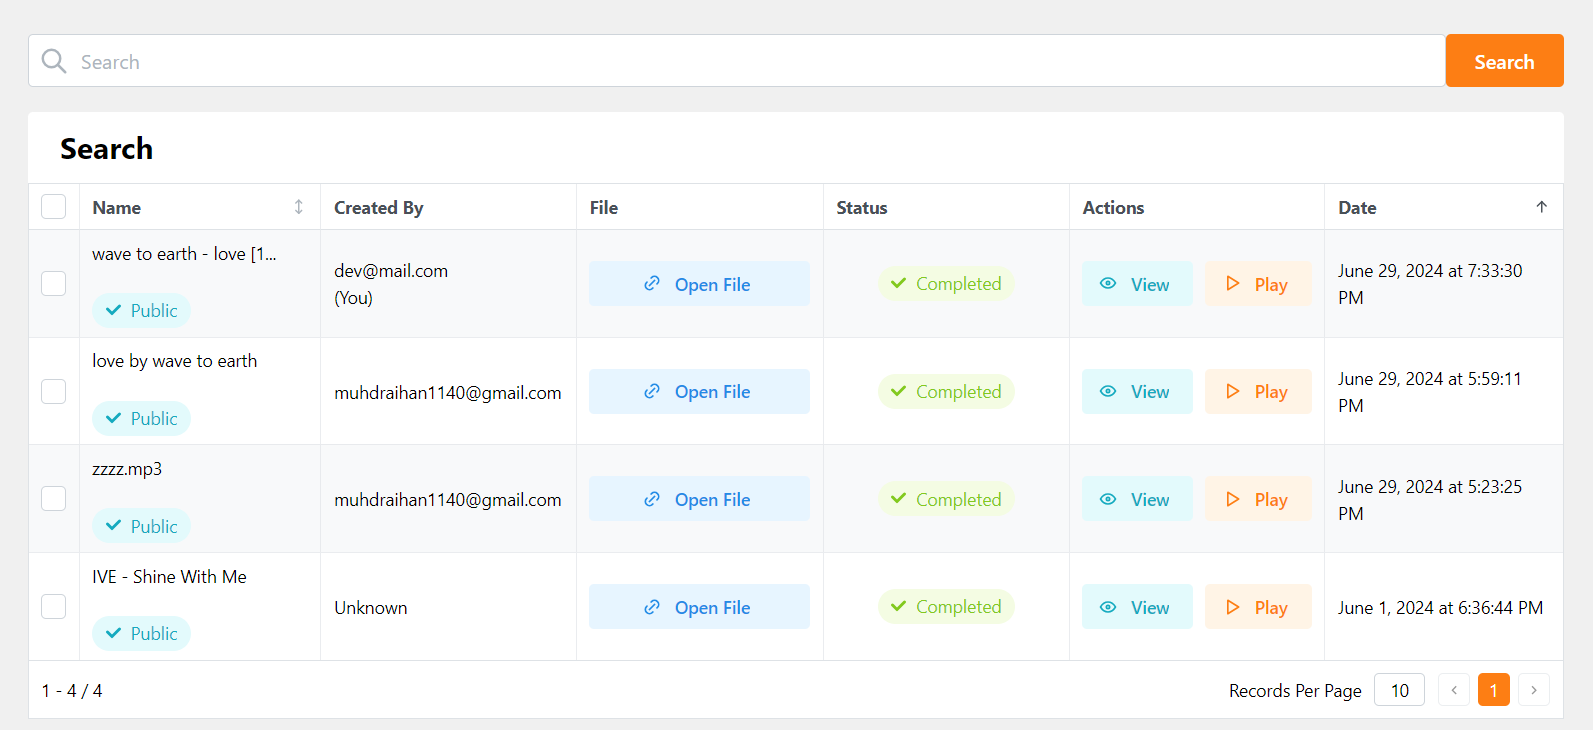 Search
Search
Search
Name
Created By
File
Status
Actions
Date
wave to earth - love [1...
Public
dev@mail.com
(You)
Open File
Completed
View
Play
June 29, 2024 at 7:33:30
PM
love by wave to earth
Public
muhdraihan1140@gmail.com
Open File
Completed
View
Play
June 29, 2024 at 5:59:11
PM
zzzz.mp3
Public
muhdraihan1140@gmail.com
Open File
Completed
View
Play
June 29, 2024 at 5:23:25
PM
IVE - Shine With Me
Public
Unknown
Open File
Completed
View
Play
June 1, 2024 at 6:36:44 PM
1 - 4 / 4
Records Per Page
10
1